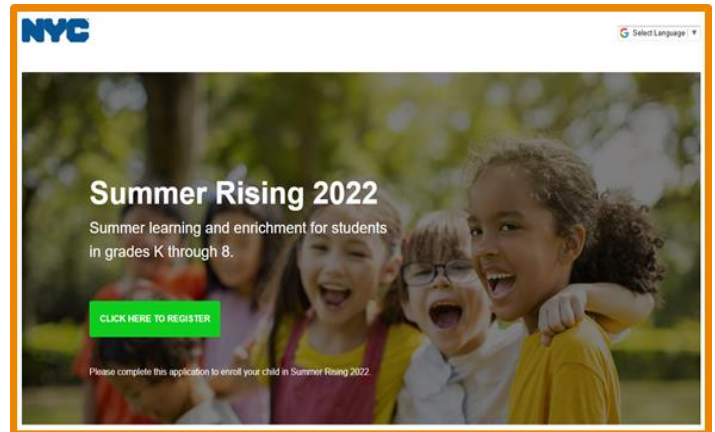 NYC
Select Language ▼
Summer Rising 2022
Summer learning and enrichment for students
in grades K through 8.
CLICK HERE TO REGISTER
Please complete this application to enroll your child in Summer Rising 2022.